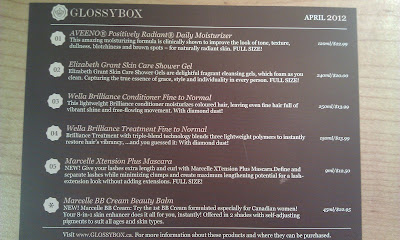 GLOSSYBOX
APRIL 2012
01
AVEENO® Positively Radiant® Daily Moisturizer
This amazing moisturizing formula is clinically shown to improve the look of tone, texture,
dullness, blotchiness and brown spots – for naturally radiant skin. FULL SIZE!
02
Elizabeth Grant Skin Care Shower Gel
Elizabeth Grant Skin Care Shower Gels are delightful fragrant cleansing gels, which foam as you
clean. Capturing the true essence of grace, style and individuality in every person. FULL SIZE!
03
Wella Brilliance Conditioner Fine to Normal
This lightweight Brilliance conditioner moisturizes coloured hair, leaving even fine hair full of
vibrant shine and free-flowing movement. With diamond dust!
04
Wella Brilliance Treatment Fine to Normal
Brilliance Treatment with triple-blend technology blends three lightweight polymers to instantly
restore hair's vibrancy, ...and you guessed it: With diamond dust!
05
Marcelle Xtension Plus Mascara
NEW! Give your lashes extra length and curl with Marcelle Xtension Plus Mascara.Define and
separate lashes while minimizing clumps and create maximum lengthening potential for a lash-
extension look without adding extensions. FULL SIZE!
Marcelle BB Cream Beauty Balm
NEW! Marcelle BB Cream: Try the 1st BB Cream formulated especially for Canadian women!
Your 8-in-1 skin enhancer does it all for you, instantly! Offered in 2 shades with self-adjusting
pigments to suit all ages and skin types.
Visit www.GLOSSYBOX.ca. For more information about these products and where they can be purchased.